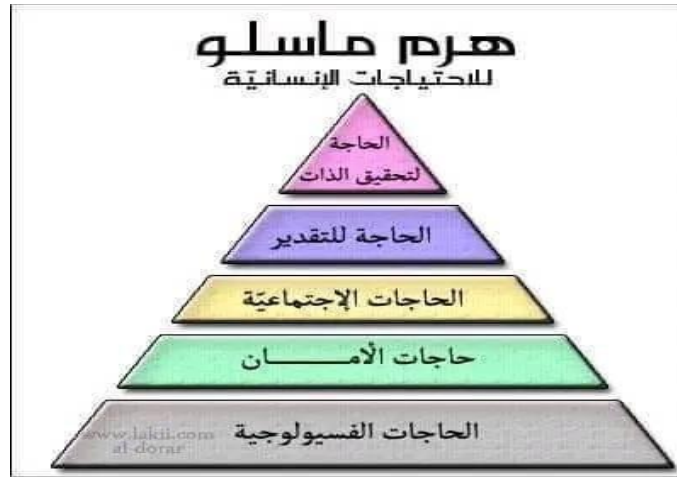 هرم ماسلو
للاحتياجات الإنسانيّة
الحاجة
لتحقيق الذات
الحاجة للتقدير
الحاجات الإجتماعيّة
حاجات الأمـــــــــان
الحاجات الفسيولوجية
www.lakii.com
al-dorar